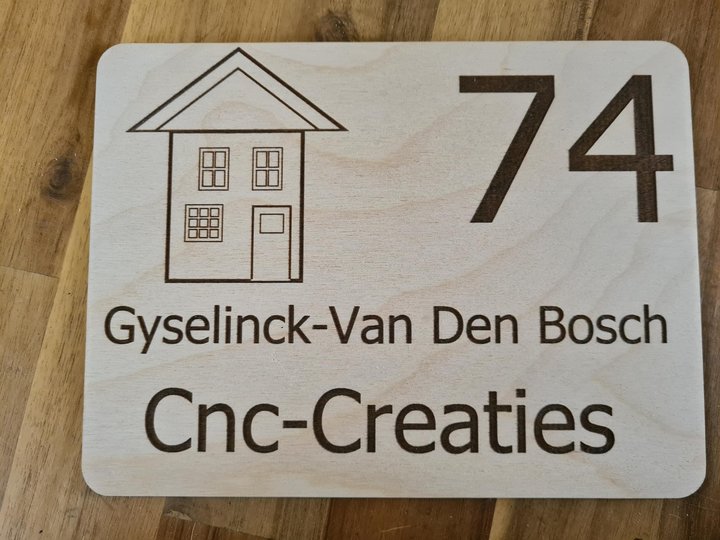 74
Gyselinck-Van Den Bosch
Cnc-Creaties